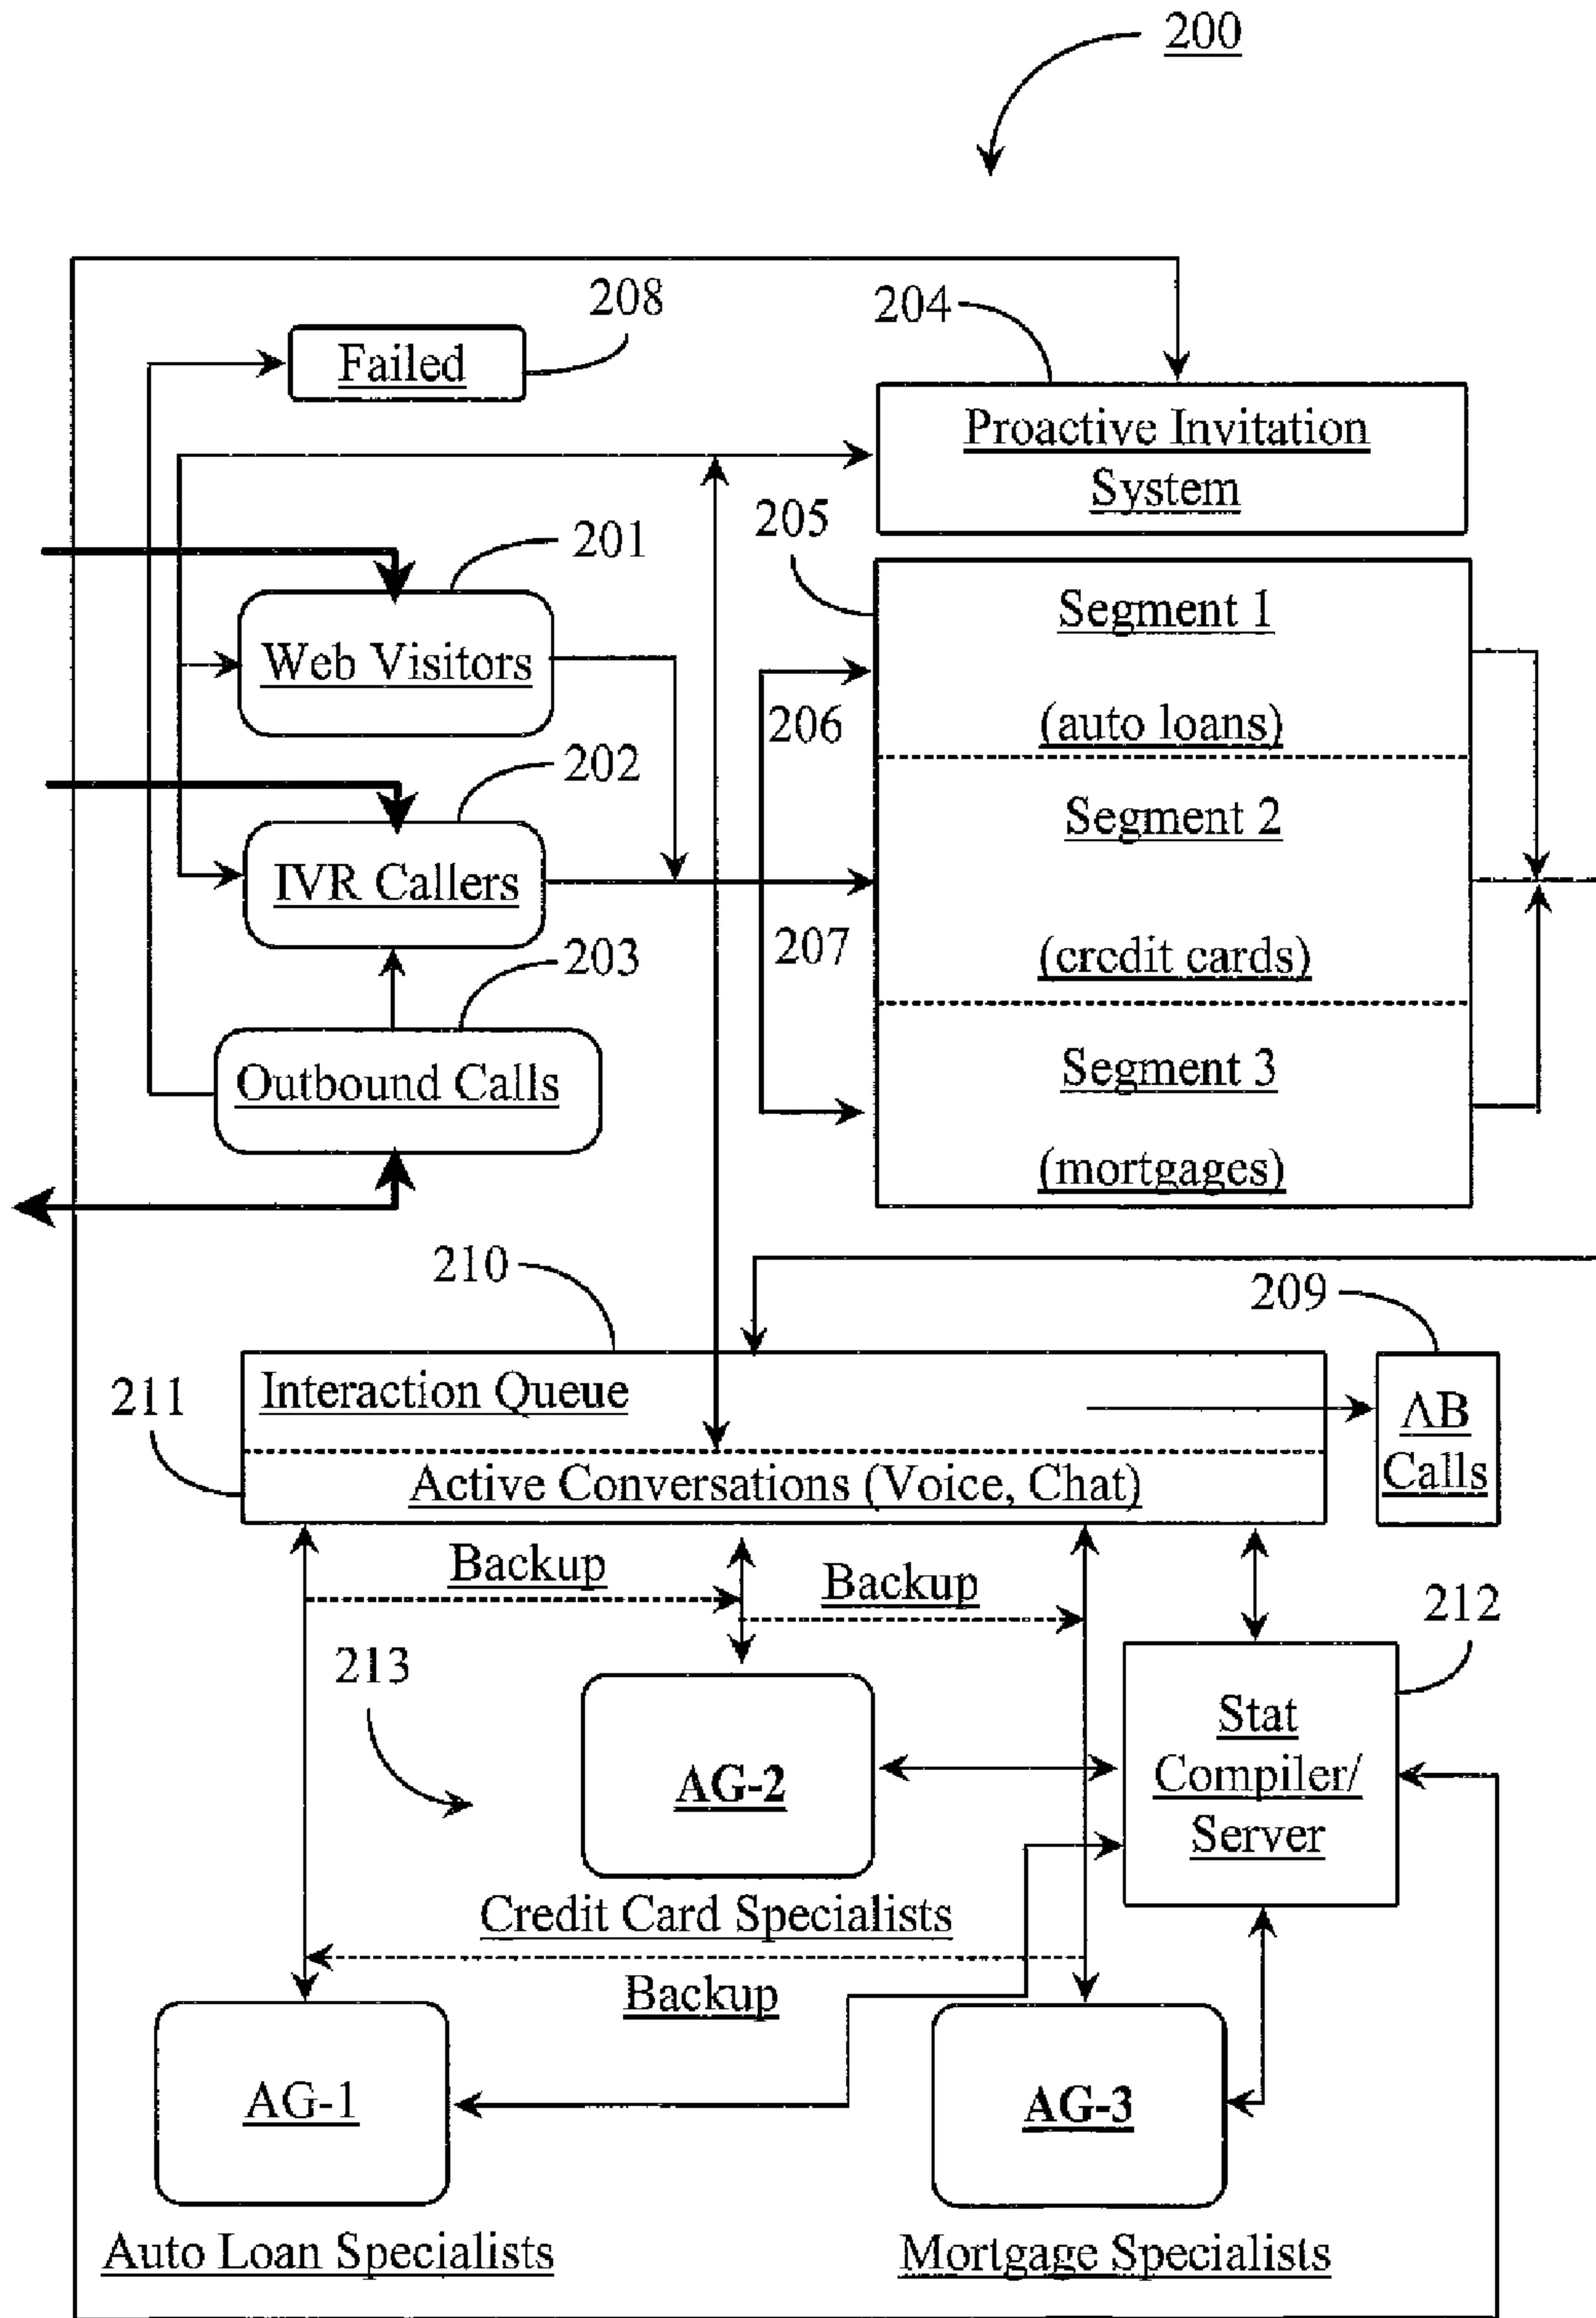 200
208
204
Failed
Proactive Invitation
System
201
205
Web Visitors
Segment 1
206
(auto loans)
202
IVR Callers
Segment 2
207
(credit cards)
203
Outbound Calls
Segment 3
(mortgages)
210
209
211
Interaction Queue
AB
Calls
Active Conversations (Voice, Chat)
Backup
Backup
212
213
AG-2
Stat
Compiler/
Server
Credit Card Specialists
Backup
AG-1
AG-3
Auto Loan Specialists
Mortgage Specialists